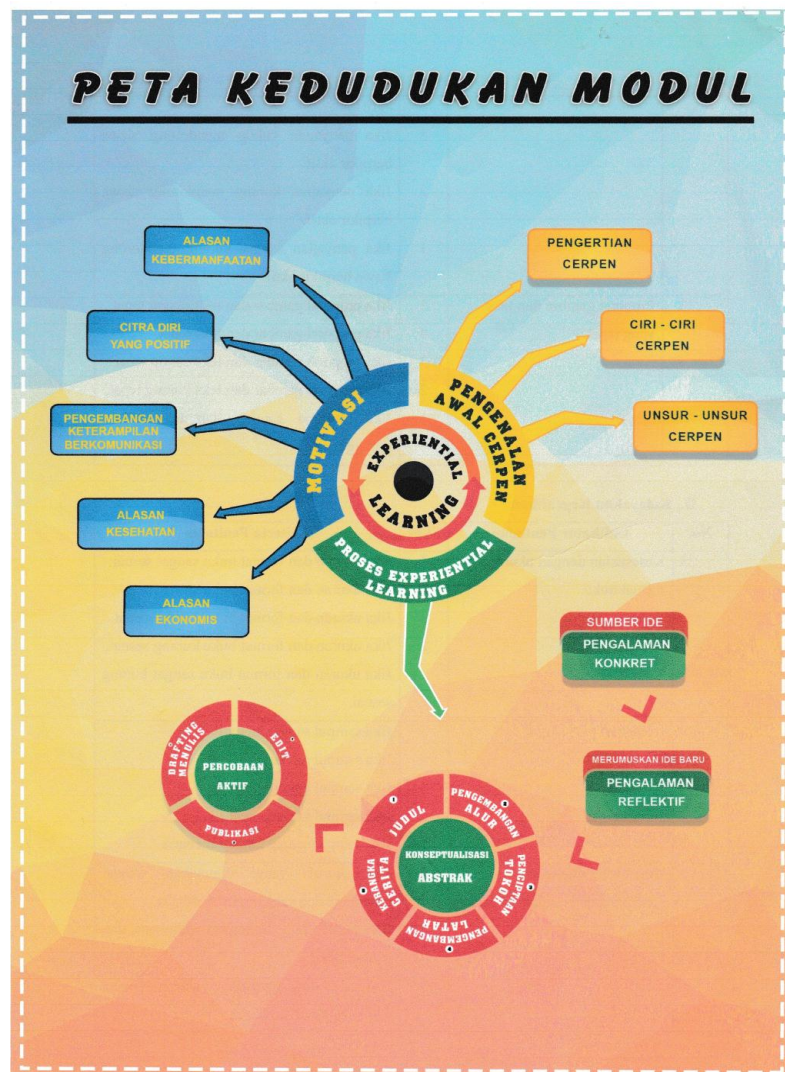 PETA KEDUDUKAN MODUL
ALASAN
KEBERMANFAATAN
CITRA DIRI
YANG POSITIF
PENGEMBANGAN
KETERAMPILAN
BERKOMUNIKASI
ALASAN
KESEHATAN
ALASAN
EKONOMIS
PENGERTIAN
CERPEN
CIRI - CIRI
CERPEN
UNSUR - UNSUR
CERPEN
MOTIVASI
PENGENALAN
AWAL CERPEN
EXPERIENTIAL
LEARNING
PROSES EXPERIENTIAL
LEARNING
SUMBER IDE
PENGALAMAN
KONKRET
MERUMUSKAN IDE BARU
PENGALAMAN
REFLEKTIF
KONSEPTUALISASI
ABSTRAK
1
JUDUL
PENGEMBANGAN
ALUR
PENCIPTAAN
TOKOH
3
PENGEMBANGAN
LATAR
4
KERANGKA
CERITA
PERCOBAAN
AKTIF
DRAFTING
MENULIS
EDIT
PUBLIKASI